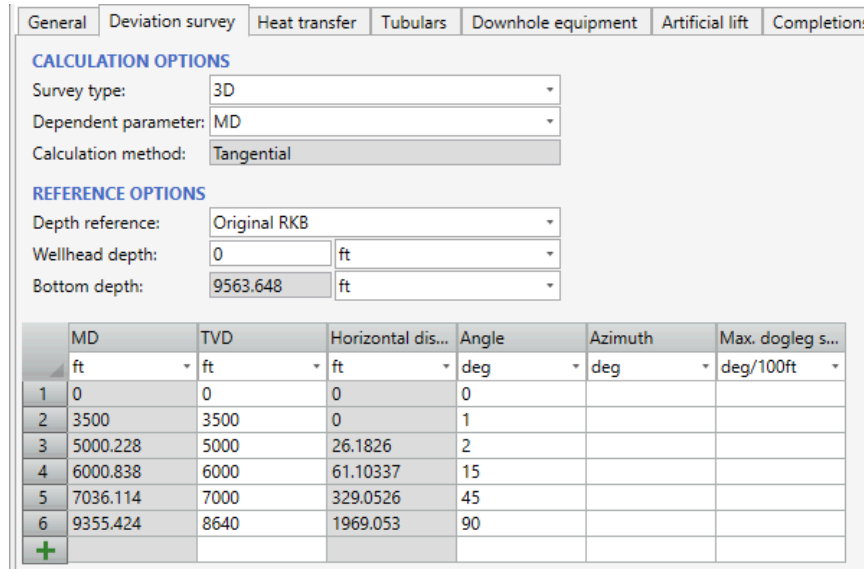 General Deviation survey Heat transfer Tubulars Downhole equipment Artificial lift Completions
CALCULATION OPTIONS
Survey type: 3D
Dependent parameter: MD
Calculation method: Tangential
REFERENCE OPTIONS
Depth reference: Original RKB
Wellhead depth: 0 ft
Bottom depth: 9563.648 ft
MD TVD Horizontal dis... Angle Azimuth Max. dogleg s...
ft ft ft deg deg deg/100ft
1 0 0 0 0
2 3500 3500 0 1
3 5000.228 5000 26.1826 2
4 6000.838 6000 61.10337 15
5 7036.114 7000 329.0526 45
6 9355.424 8640 1969.053 90